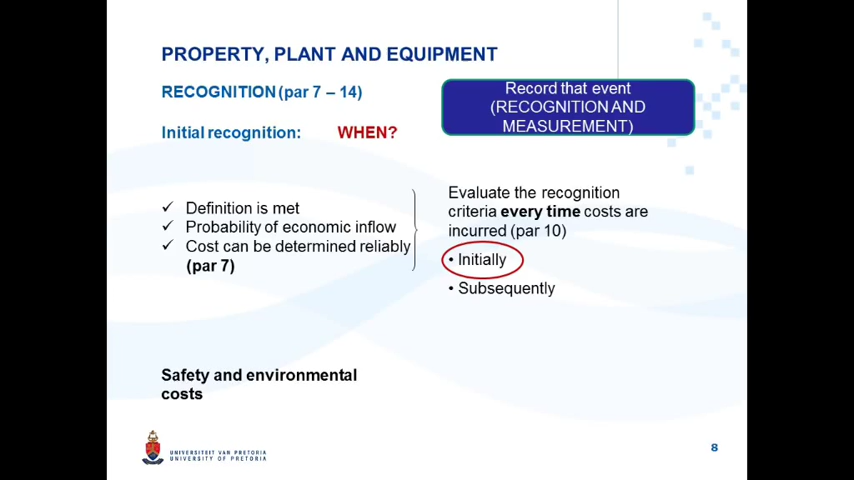 PROPERTY, PLANT AND EQUIPMENT
RECOGNITION (par 7 – 14)
Record that event
(RECOGNITION AND
MEASUREMENT)
Initial recognition: WHEN?
✓ Definition is met
✓ Probability of economic inflow
✓ Cost can be determined reliably
(par 7)
Evaluate the recognition
criteria every time costs are
incurred (par 10)
• Initially
• Subsequently
Safety and environmental
costs
UNIVERSITEIT VAN PRETORIA
UNIVERSITY OF PRETORIA
8